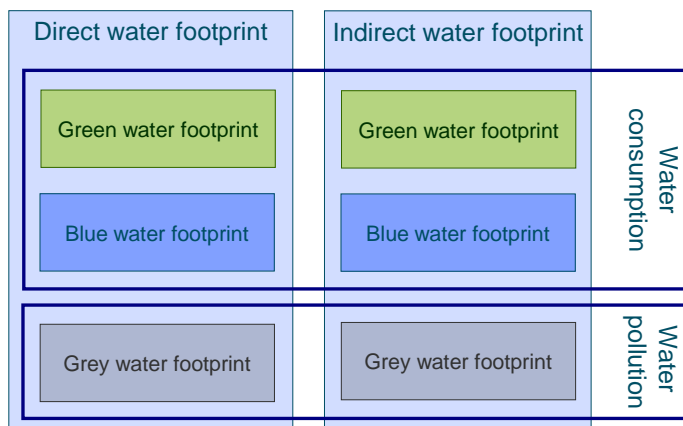 Direct water footprint
Indirect water footprint
Green water footprint
Green water footprint
Blue water footprint
Blue water footprint
Water
consumption
Grey water footprint
Grey water footprint
Water
pollution